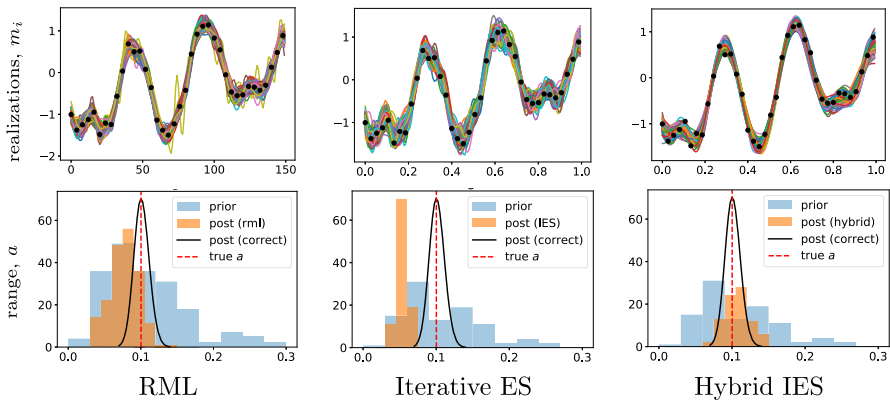 realizations, m_i
1
0
−1
−2
0 50 100 150
1
0
−1
0.0 0.2 0.4 0.6 0.8 1.0
1
0
−1
0.0 0.2 0.4 0.6 0.8 1.0
range, a
60
40
20
0
0.0 0.1 0.2 0.3
prior
post (rml)
post (correct)
true a
RML
60
40
20
0
0.0 0.1 0.2 0.3
prior
post (IES)
post (correct)
true a
Iterative ES
60
40
20
0
0.0 0.1 0.2 0.3
prior
post (hybrid)
post (correct)
true a
Hybrid IES